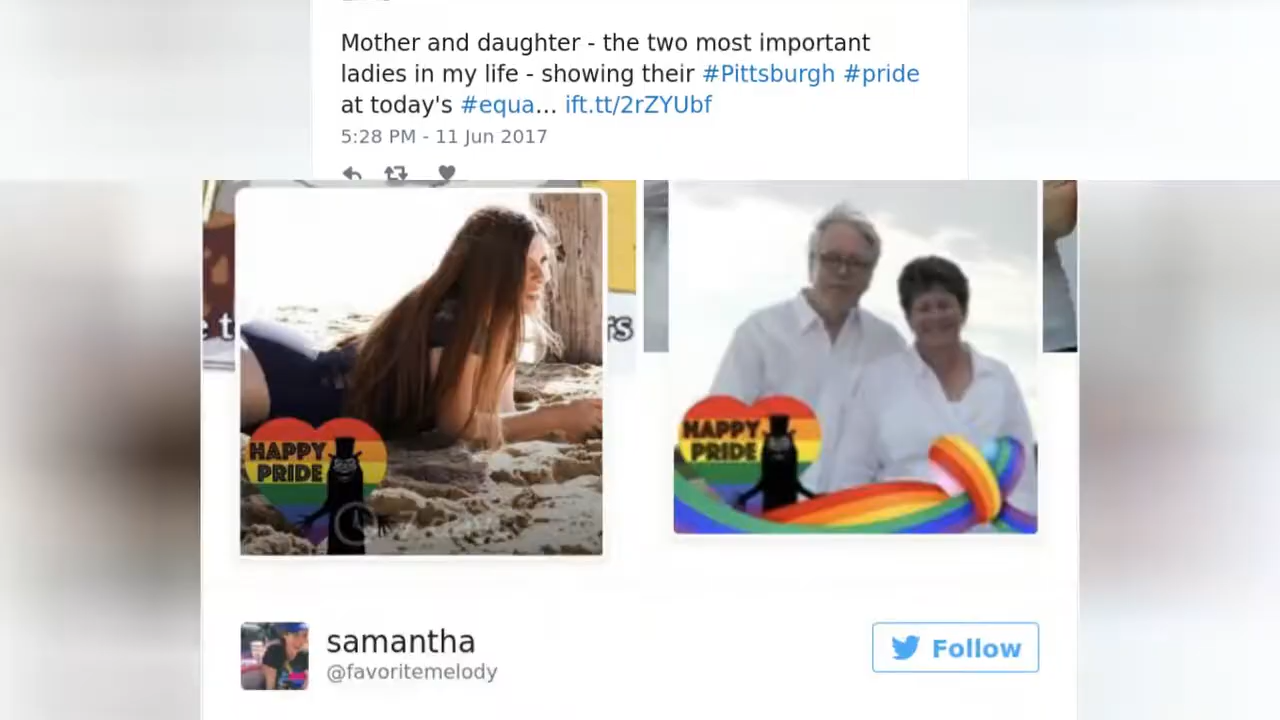 Mother and daughter - the two most important
ladies in my life - showing their #Pittsburgh #pride
at today's #equa... ift.tt/2rZYUbf
5:28 PM - 11 Jun 2017
HAPPY
PRIDE
HAPPY
PRIDE
samantha
@favoritemelody
Follow